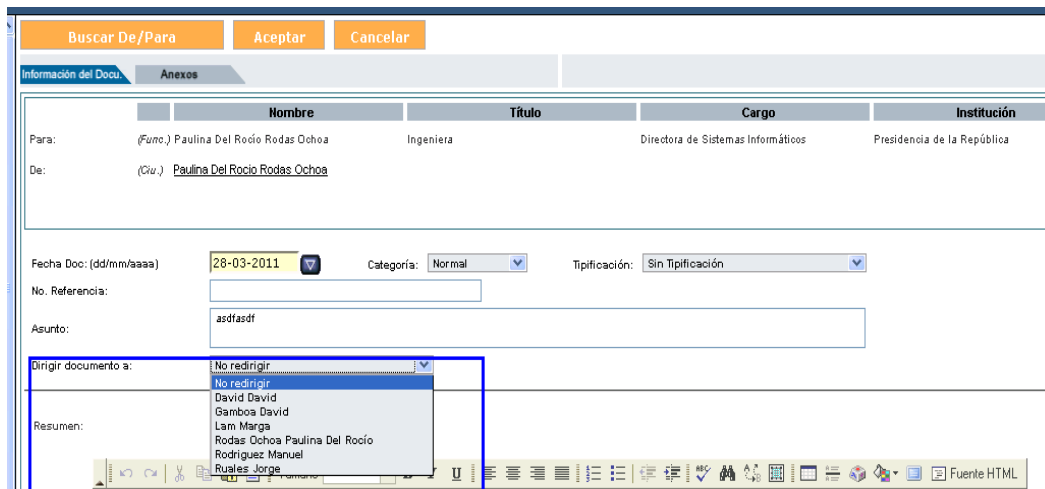 Buscar De/Para Aceptar Cancelar
Información del Docu. Anexos
Nombre Título Cargo Institución
Para: (Func.) Paulina Del Rocío Rodas Ochoa Ingeniera Directora de Sistemas Informáticos Presidencia de la República
De: (Ciu.) Paulina Del Rocio Rodas Ochoa
Fecha Doc: (dd/mm/aaaa) 28-03-2011 Categoría: Normal Tipificación: Sin Tipificación
No. Referencia:
Asunto: asdfasdf
Dirigir documento a: No redirigir
No redirigir
David David
Gamboa David
Lam Marga
Resumen:
Rodas Ochoa Paulina Del Rocío
Rodriguez Manuel
Ruales Jorge
U ABC Fuente HTML